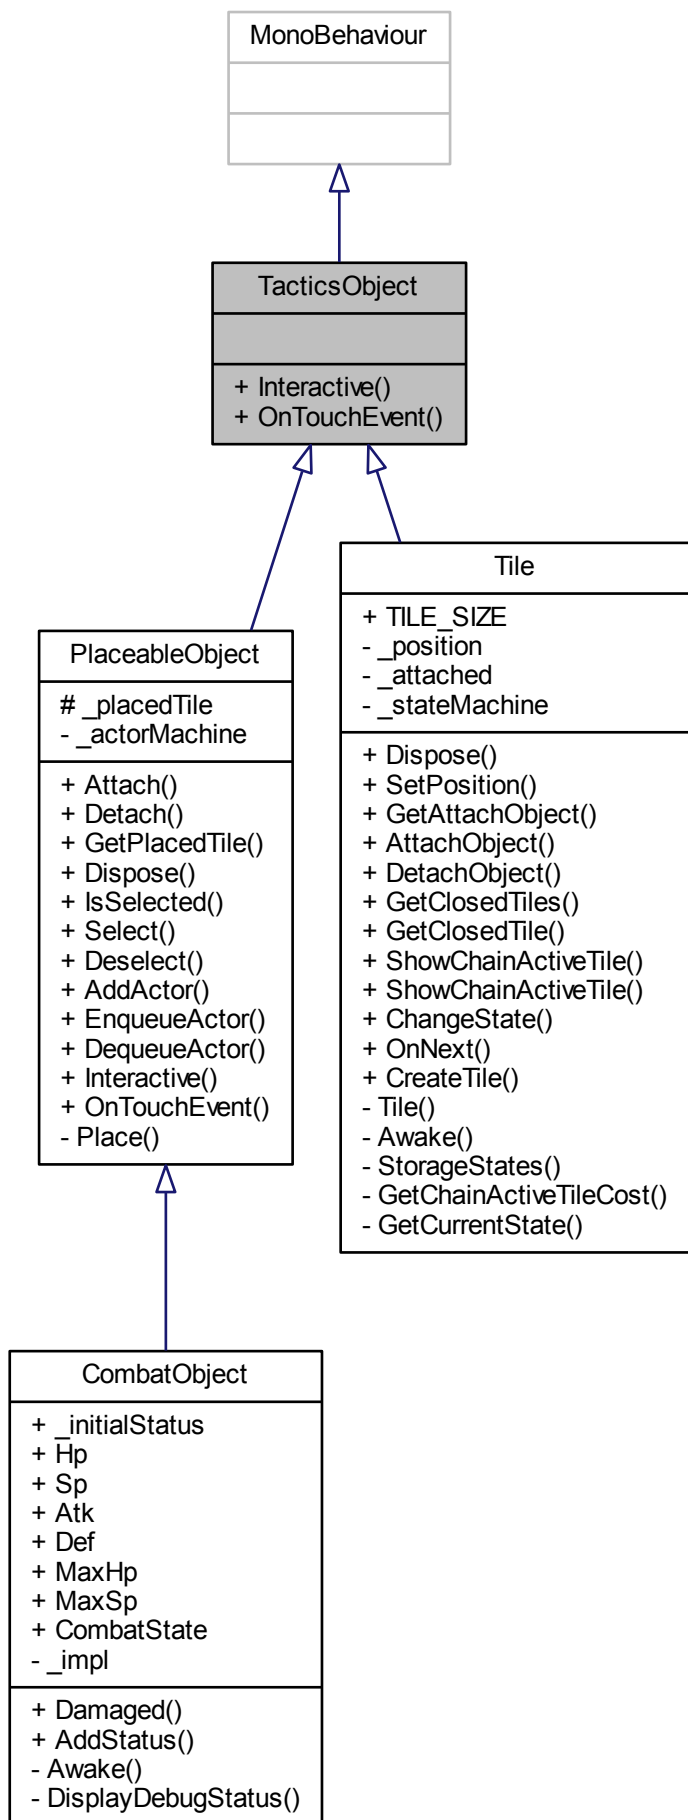 MonoBehaviour
TacticsObject
+ Interactive()
+ OnTouchEvent()
PlaceableObject
# _placedTile
- _actorMachine
+ Attach()
+ Detach()
+ GetPlacedTile()
+ Dispose()
+ IsSelected()
+ Select()
+ Deselect()
+ AddActor()
+ EnqueueActor()
+ DequeueActor()
+ Interactive()
+ OnTouchEvent()
- Place()
Tile
+ TILE_SIZE
- _position
- _attached
- _stateMachine
+ Dispose()
+ SetPosition()
+ GetAttachObject()
+ AttachObject()
+ DetachObject()
+ GetClosedTiles()
+ GetClosedTile()
+ ShowChainActiveTile()
+ ShowChainActiveTile()
+ ChangeState()
+ OnNext()
+ CreateTile()
- Tile()
- Awake()
- StorageStates()
- GetChainActiveTileCost()
- GetCurrentState()
CombatObject
+ _initialStatus
+ Hp
+ Sp
+ Atk
+ Def
+ MaxHp
+ MaxSp
+ CombatState
- _impl
+ Damaged()
+ AddStatus()
- Awake()
- DisplayDebugStatus()